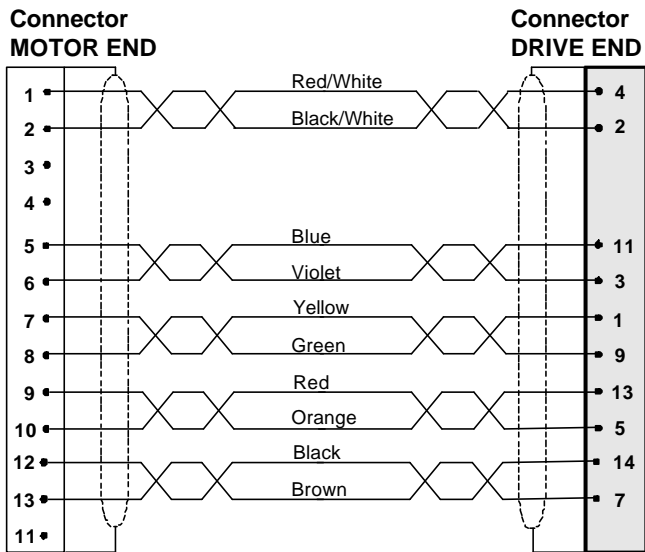 Connector
MOTOR END
Connector
DRIVE END
1 Red/White 4
2 Black/White 2
3
4
5 Blue 11
6 Violet 3
7 Yellow 1
8 Green 9
9 Red 13
10 Orange 5
12 Black 14
13 Brown 7
11